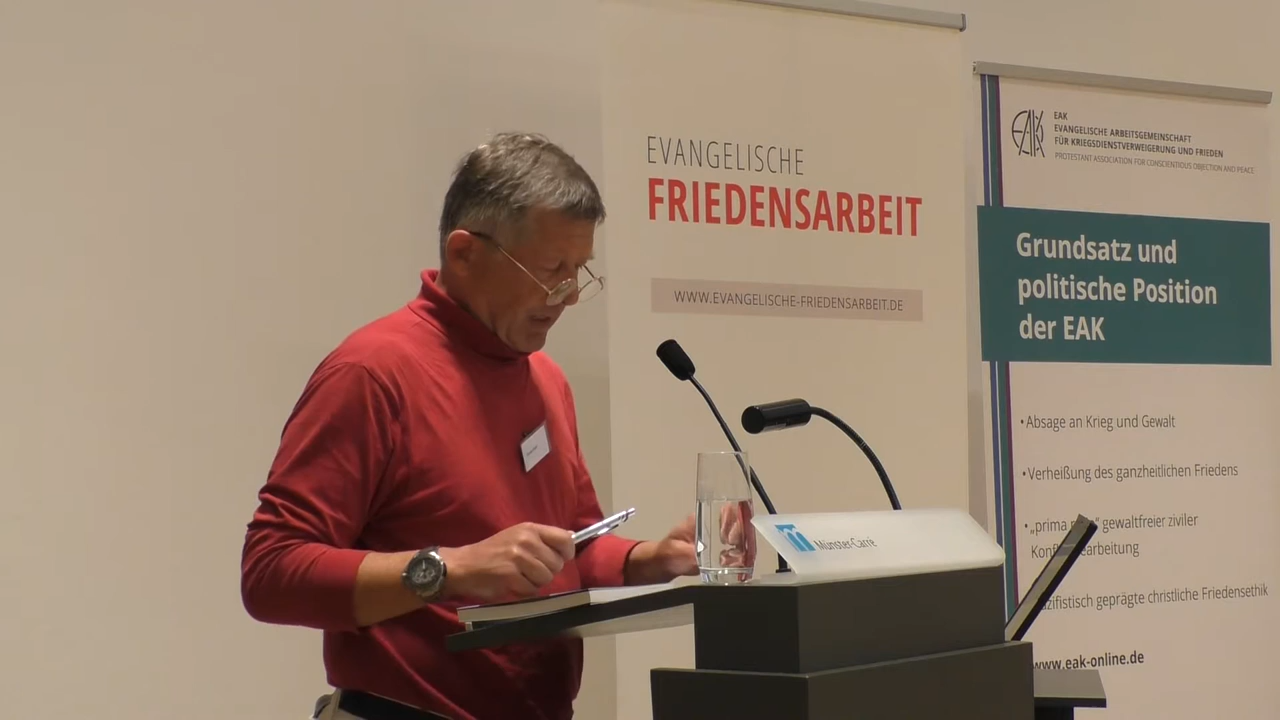 EVANGELISCHE
FRIEDENSARBEIT
WWW.EVANGELISCHE-FRIEDENSARBEIT.DE
EAK
EVANGELISCHE ARBEITSGEMEINSCHAFT
FÜR KRIEGSDIENSTVERWEIGERUNG UND FRIEDEN
PROTESTANT ASSOCIATION FOR CONSCIENTIOUS OBJECTION AND PEACE
Grundsatz und
politische Position
der EAK
• Absage an Krieg und Gewalt
• Verheißung des ganzheitlichen Friedens
• „prima gewaltfreier ziviler
geprägte christliche Friedensethik
www.eak-online.de
Münster-Carré